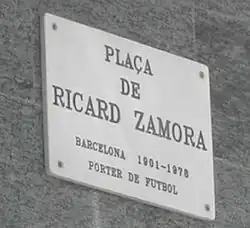 PLAÇA
DE
RICARD ZAMORA
BARCELONA 1901-1978
PORTER DE FUTBOL